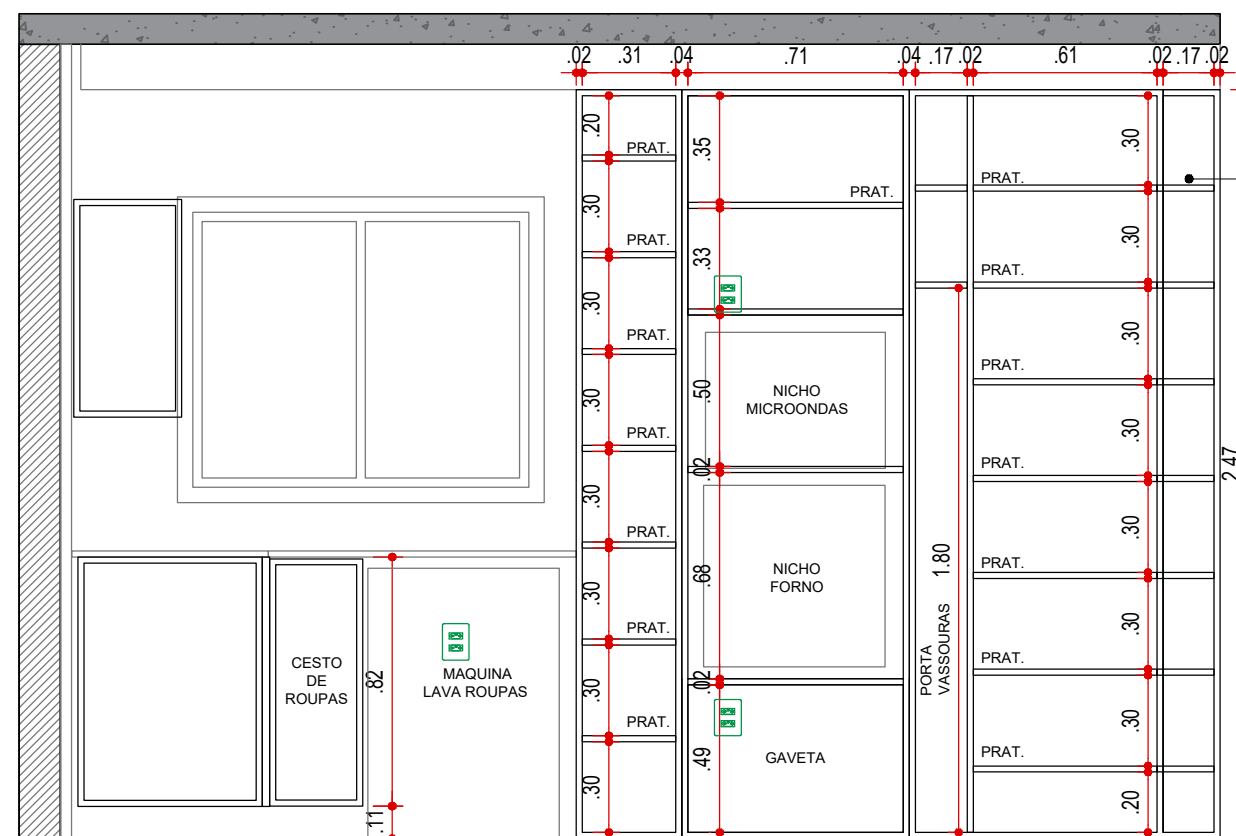 .02 .31 .04 .71 .04 .17 .02 .61 .02 .17 .02
.20
PRAT.
.30
PRAT.
.30
PRAT.
.30
PRAT.
.30
PRAT.
.30
PRAT.
.30
PRAT.
.30
.35
PRAT.
.33
.50
NICHO
MICROONDAS
.02
.68
NICHO
FORNO
.02
.49
GAVETA
1.80
PORTA
VASSOURAS
.30
PRAT.
.30
PRAT.
.30
PRAT.
.30
PRAT.
.30
PRAT.
.30
PRAT.
.30
PRAT.
.20
2.47
CESTO
DE
ROUPAS
.82
.11
MAQUINA
LAVA ROUPAS